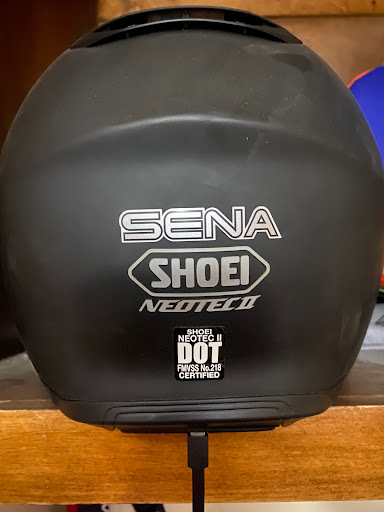 SENA
SHOEI
NEOTEC II
SHOEI
NEOTEC II
DOT
FMVSS No.218
CERTIFIED